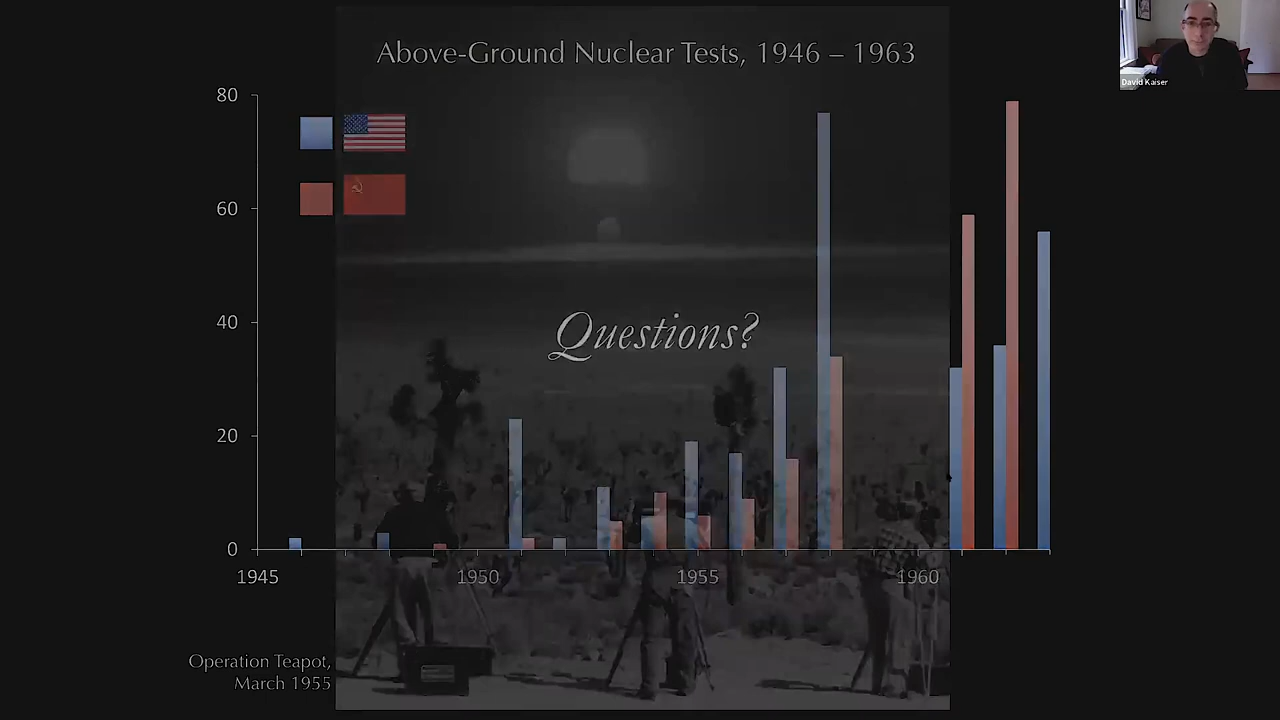 Above-Ground Nuclear Tests, 1946 – 1963
David Kaiser
80
60
40
20
0
Questions?
1945
1950
1955
1960
Operation Teapot,
March 1955